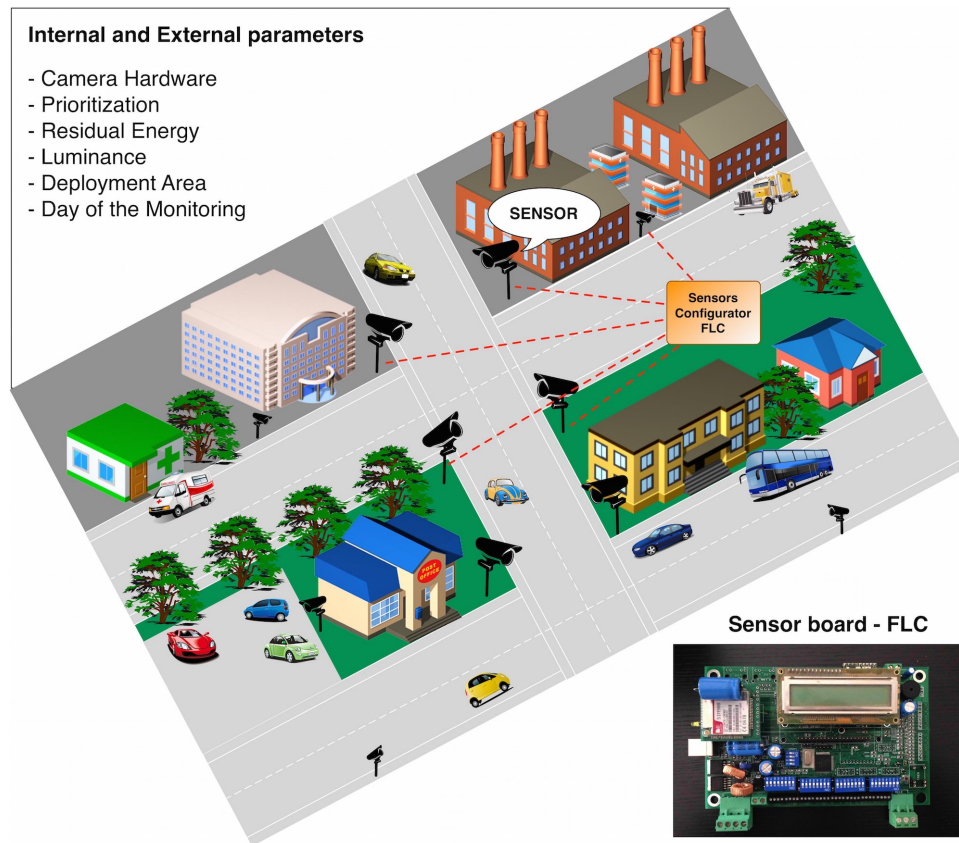 Internal and External parameters
- Camera Hardware
- Prioritization
- Residual Energy
- Luminance
- Deployment Area
- Day of the Monitoring
SENSOR
Sensors
Configurator
FLC
POST
OFFICE
Sensor board - FLC